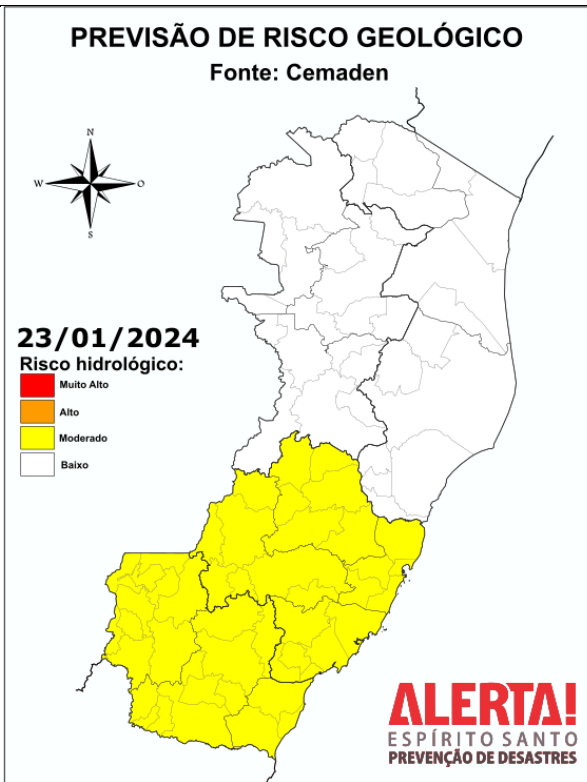 PREVISÃO DE RISCO GEOLÓGICO
Fonte: Cemaden
N
W
O
S
23/01/2024
Risco hidrológico:
Muito Alto
Alto
Moderado
Baixo
ALERTA!
ESPÍRITO SANTO
PREVENÇÃO DE DESASTRES